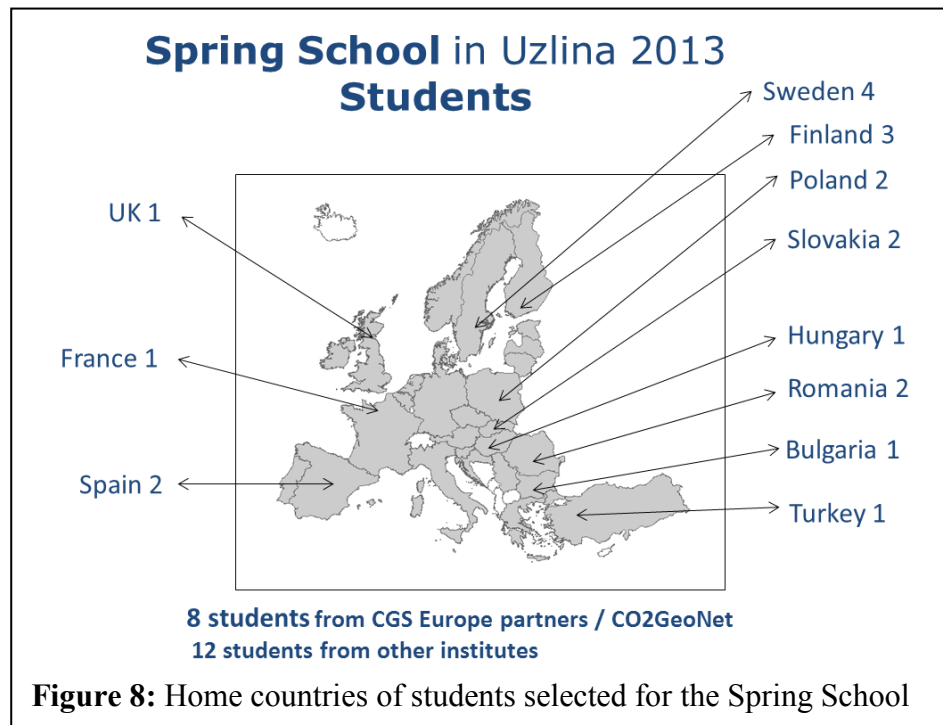 Spring School in Uzlina 2013
Students
Sweden 4
Finland 3
Poland 2
Slovakia 2
Hungary 1
Romania 2
Bulgaria 1
Turkey 1
UK 1
France 1
Spain 2
8 students from CGS Europe partners / CO2GeoNet
12 students from other institutes
Figure 8: Home countries of students selected for the Spring School